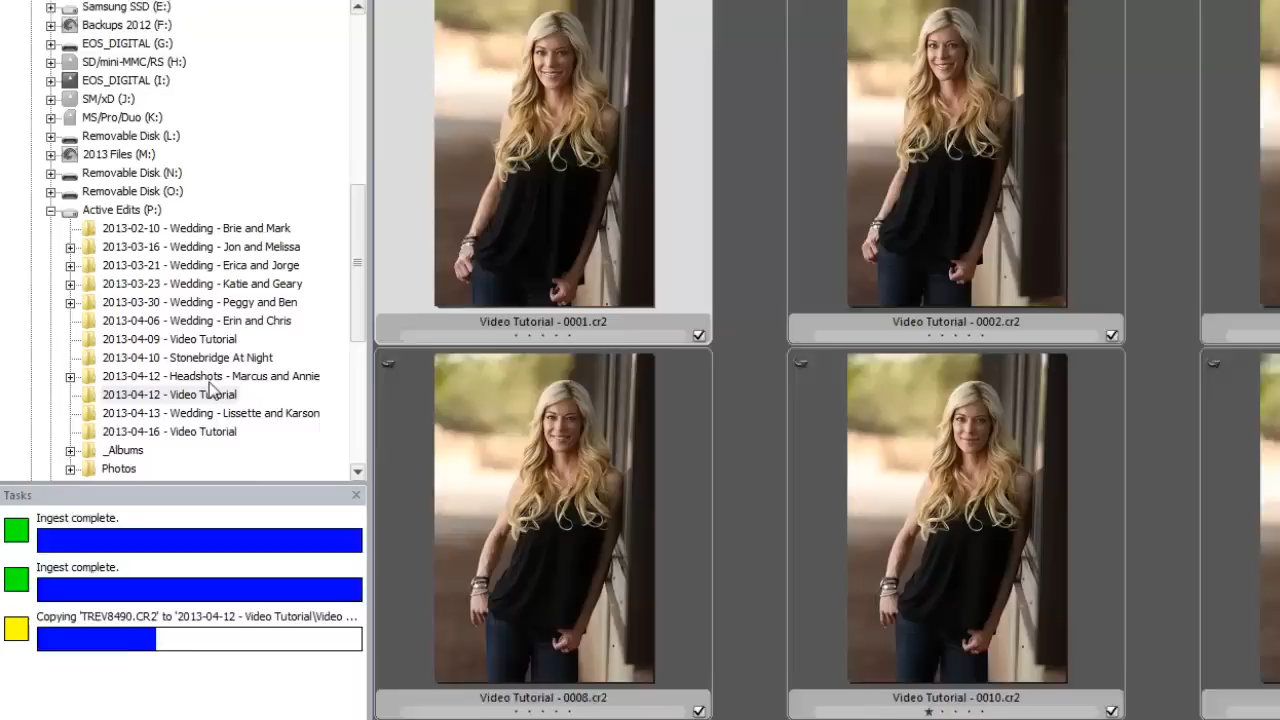 Samsung SSD (E:)
Backups 2012 (F:)
EOS_DIGITAL (G:)
SD/mini-MMC/RS (H:)
EOS_DIGITAL (I:)
SM/xD (J:)
MS/Pro/Duo (K:)
Removable Disk (L:)
2013 Files (M:)
Removable Disk (N:)
Removable Disk (O:)
Active Edits (P:)
2013-02-10 - Wedding - Brie and Mark
2013-03-16 - Wedding - Jon and Melissa
2013-03-21 - Wedding - Erica and Jorge
2013-03-23 - Wedding - Katie and Geary
2013-03-30 - Wedding - Peggy and Ben
2013-04-06 - Wedding - Erin and Chris
2013-04-09 - Video Tutorial
2013-04-10 - Stonebridge At Night
2013-04-12 - Headshots - Marcus and Annie
2013-04-12 - Video Tutorial
2013-04-13 - Wedding - Lissette and Karson
2013-04-16 - Video Tutorial
_Albums
Photos
Tasks
Ingest complete.
Ingest complete.
Copying 'TREV8490.CR2' to '2013-04-12 - Video Tutorial\Video ...
Video Tutorial - 0001.cr2
Video Tutorial - 0002.cr2
Video Tutorial - 0008.cr2
Video Tutorial - 0010.cr2